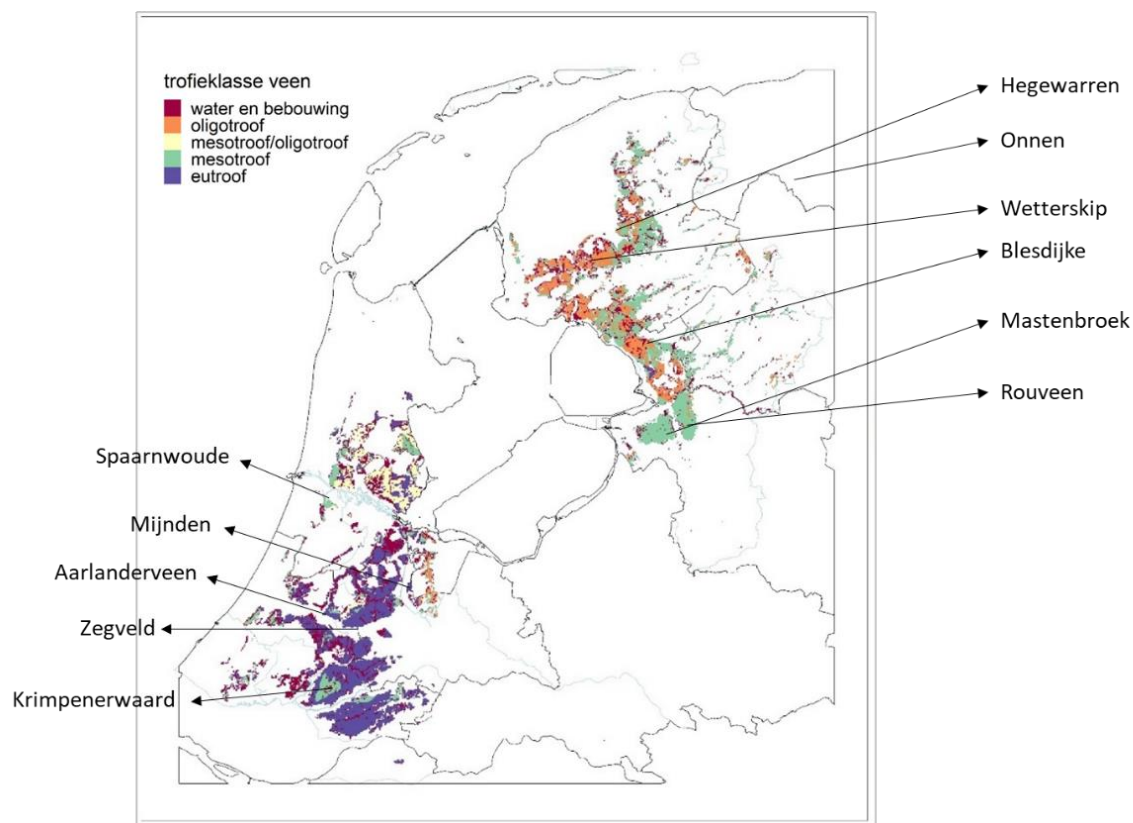 trofieklasse veen
water en bebouwing
oligotroof
mesotroof/oligotroof
mesotroof
eutroof
Hegewarren
Onnen
Wetterskip
Blesdijke
Mastenbroek
Rouveen
Spaarnwoude
Mijnden
Aarlanderveen
Zegveld
Krimpenerwaard